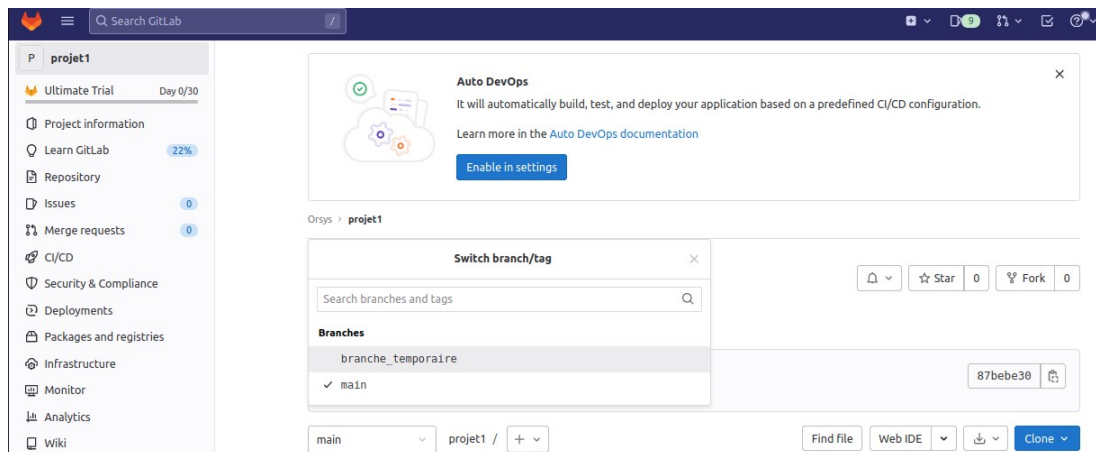 Search GitLab
/
9
P projet1
Ultimate Trial Day 0/30
Project information
Learn GitLab 22%
Repository
Issues 0
Merge requests 0
CI/CD
Security & Compliance
Deployments
Packages and registries
Infrastructure
Monitor
Analytics
Wiki
Auto DevOps
It will automatically build, test, and deploy your application based on a predefined CI/CD configuration.
Learn more in the Auto DevOps documentation
Enable in settings
Orsys > projet1
Switch branch/tag
Search branches and tags
Branches
branche_temporaire
main
Star 0
Fork 0
87bebe30
main
projet1 / +
Find file
Web IDE
Clone